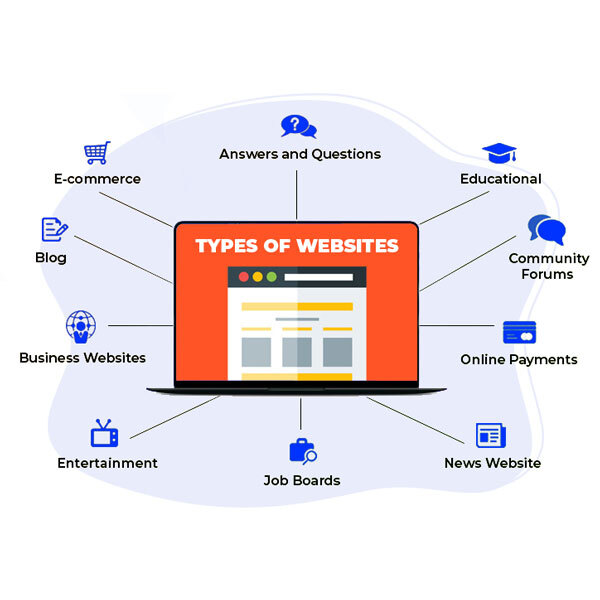 Answers and Questions
E-commerce
Educational
Blog
TYPES OF WEBSITES
Community
Forums
Business Websites
Online Payments
Entertainment
News Website
Job Boards